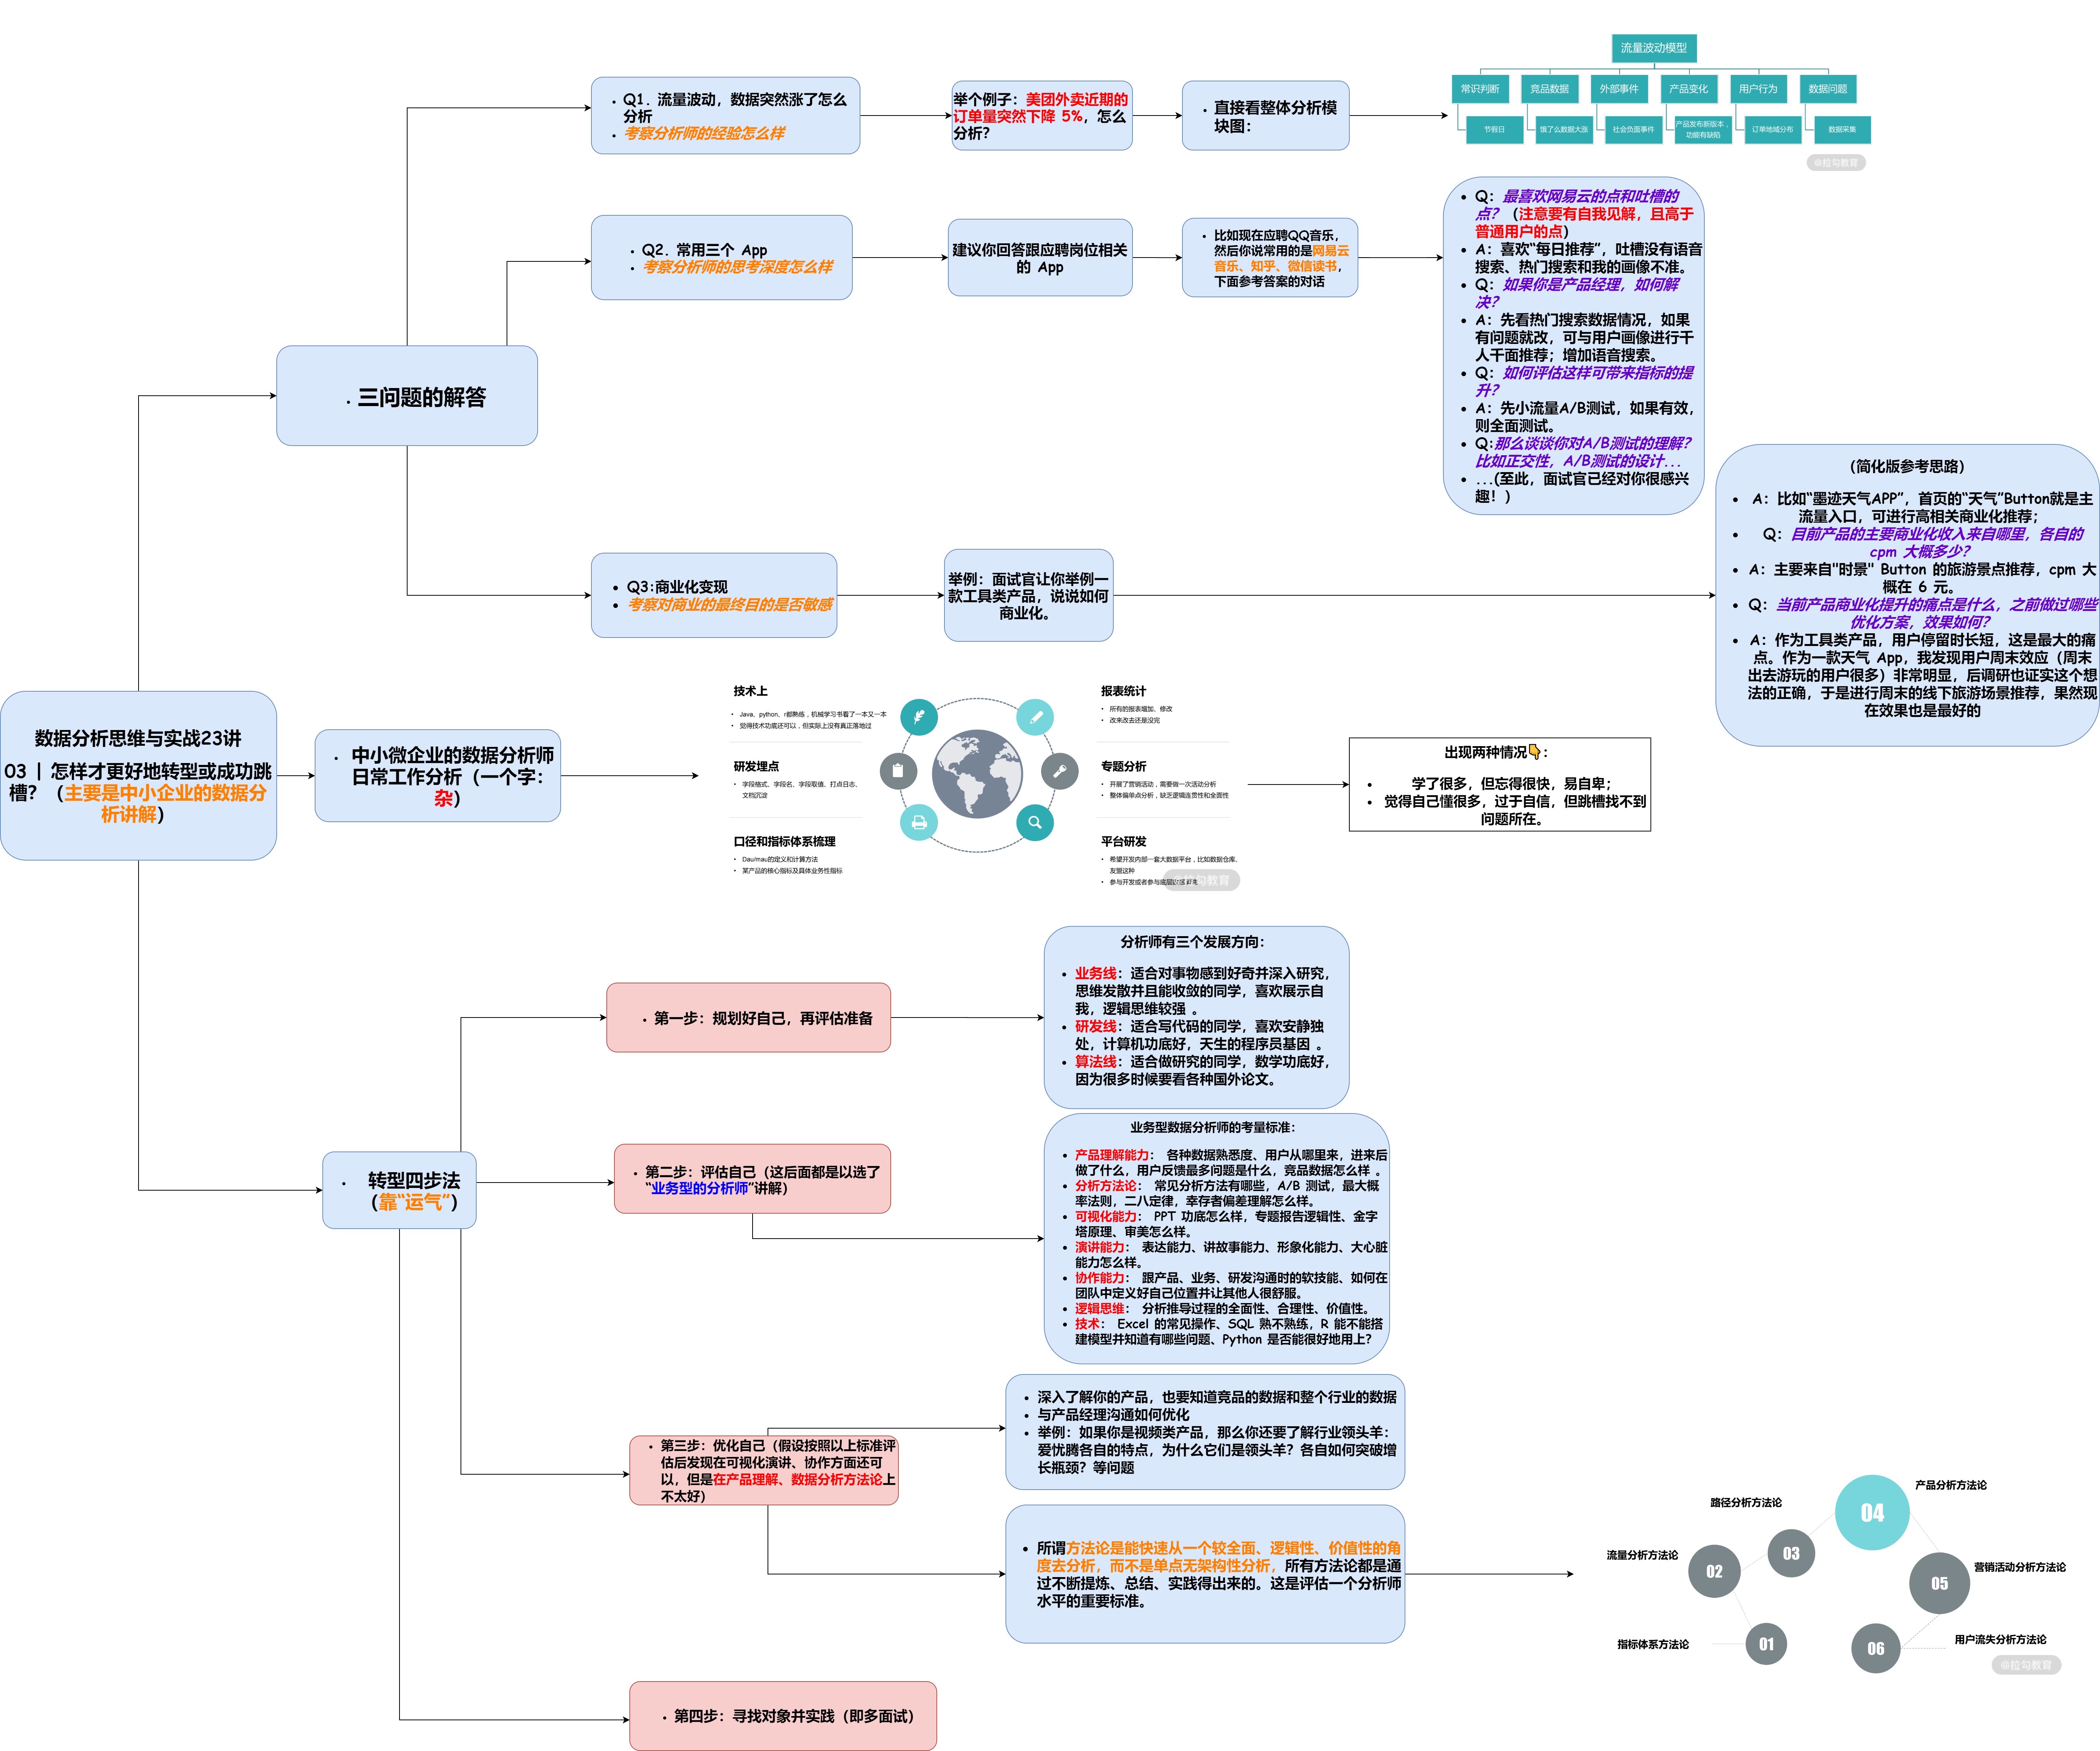 流量波动模型
常识判断
竞品数据
外部事件
产品变化
用户行为
数据问题
节假日
饿了么数据大涨
社会负面事件
产品发布新版本，
功能有缺陷
订单地域分布
数据采集
@拉勾教育
Q1. 流量波动，数据突然涨了怎么
分析
考察分析师的经验怎么样
举个例子：美团外卖近期的
订单量突然下降 5%，怎么
分析？
直接看整体分析模
块图：
Q2. 常用三个 App
考察分析师的思考深度怎么样
建议你回答跟应聘岗位相关
的 App
比如现在应聘QQ音乐，
然后你说常用的是网易云
音乐、知乎、微信读书，
下面参考答案的对话
Q：最喜欢网易云的点和吐槽的
点？（注意要有自我见解，且高于
普通用户的点）
A：喜欢“每日推荐”，吐槽没有语音
搜索、热门搜索和我的画像不准。
Q：如果你是产品经理，如何解
决？
A：先看热门搜索数据情况，如果
有问题就改，可与用户画像进行千
人千面推荐；增加语音搜索。
Q：如何评估这样可带来指标的提
升？
A：先小流量A/B测试，如果有效，
则全面测试。
Q:那么谈谈你对A/B测试的理解？
比如正交性，A/B测试的设计...
...(至此，面试官已经对你很感兴
趣！)
三问题的解答
Q3:商业化变现
考察对商业的最终目的是否敏感
举例：面试官让你举例一
款工具类产品，说说如何
商业化。
（简化版参考思路）
A：比如“墨迹天气APP”，首页的“天气”Button就是主
流量入口，可进行高相关商业化推荐；
Q：目前产品的主要商业化收入来自哪里，各自的
cpm 大概多少？
A：主要来自"时景" Button 的旅游景点推荐，cpm 大
概在 6 元。
Q：当前产品商业化提升的痛点是什么，之前做过哪些
优化方案，效果如何？
A：作为工具类产品，用户停留时长短，这是最大的痛
点。作为一款天气 App，我发现用户周末效应（周末
出去游玩的用户很多）非常明显，后调研也证实这个想
法的正确，于是进行周末的线下旅游场景推荐，果然现
在效果也是最好的
数据分析思维与实战23讲
03 | 怎样才更好地转型或成功跳
槽？（主要是中小企业的数据分
析讲解）
中小微企业的数据分析师
日常工作分析（一个字：
杂）
技术上
Java、python、r都熟练，机械学习书看了一本又一本
觉得技术功底还可以，但实际上没有真正落地过
研发埋点
字段格式、字段名、字段取值、打点日志、
文档沉淀
口径和指标体系梳理
Dau/mau的定义和计算方法
某产品的核心指标及具体业务性指标
报表统计
所有的报表增加、修改
改来改去还是没完
专题分析
开展了营销活动，需要做一次活动分析
整体偏单点分析，缺乏逻辑连贯性和全面性
平台研发
希望开发内部一套大数据平台，比如数据仓库、
友盟这种
参与开发或者参与底层
拉勾教育
出现两种情况👇：
学了很多，但忘得很快，易自卑；
觉得自己懂很多，过于自信，但跳槽找不到
问题所在。
转型四步法
（靠“运气”）
第一步：规划好自己，再评估准备
分析师有三个发展方向：
业务线：适合对事物感到好奇并深入研究，
思维发散并且能收敛的同学，喜欢展示自
我，逻辑思维较强 。
研发线：适合写代码的同学，喜欢安静独
处，计算机功底好，天生的程序员基因 。
算法线：适合做研究的同学，数学功底好，
因为很多时候要看各种国外论文。
第二步：评估自己（这后面都是以选了
“业务型的分析师”讲解）
业务型数据分析师的考量标准：
产品理解能力： 各种数据熟悉度、用户从哪里来，进来后
做了什么，用户反馈最多问题是什么，竞品数据怎么样 。
分析方法论： 常见分析方法有哪些，A/B 测试，最大概
率法则，二八定律，幸存者偏差理解怎么样。
可视化能力： PPT 功底怎么样，专题报告逻辑性、金字
塔原理、审美怎么样。
演讲能力： 表达能力、讲故事能力、形象化能力、大心脏
能力怎么样。
协作能力： 跟产品、业务、研发沟通时的软技能、如何在
团队中定义好自己位置并让其他人很舒服。
逻辑思维： 分析推导过程的全面性、合理性、价值性。
技术： Excel 的常见操作、SQL 熟不熟练，R 能不能搭
建模型并知道有哪些问题、Python 是否能很好地用上？
第三步：优化自己（假设按照以上标准评
估后发现在可视化演讲、协作方面还可
以，但是在产品理解、数据分析方法论上
不太好）
深入了解你的产品，也要知道竞品的数据和整个行业的数据
与产品经理沟通如何优化
举例：如果你是视频类产品，那么你还要了解行业领头羊：
爱优腾各自的特点，为什么它们是领头羊？各自如何突破增
长瓶颈？等问题
所谓方法论是能快速从一个较全面、逻辑性、价值性的角
度去分析，而不是单点无架构性分析，所有方法论都是通
过不断提炼、总结、实践得出来的。这是评估一个分析师
水平的重要标准。
产品分析方法论
04
路径分析方法论
03
流量分析方法论
02
营销活动分析方法论
05
指标体系方法论
01
用户流失分析方法论
06
@拉勾教育
第四步：寻找对象并实践（即多面试）